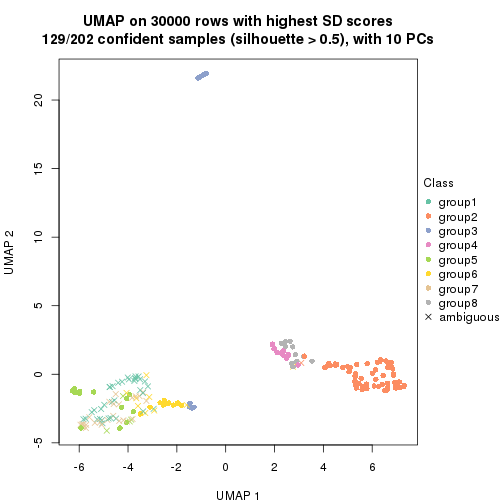 UMAP on 30000 rows with highest SD scores
129/202 confident samples (silhouette > 0.5), with 10 PCs
UMAP 2
20
15
10
5
0
-5
-6 -4 -2 0 2 4 6
UMAP 1
Class
group1
group2
group3
group4
group5
group6
group7
group8
ambiguous